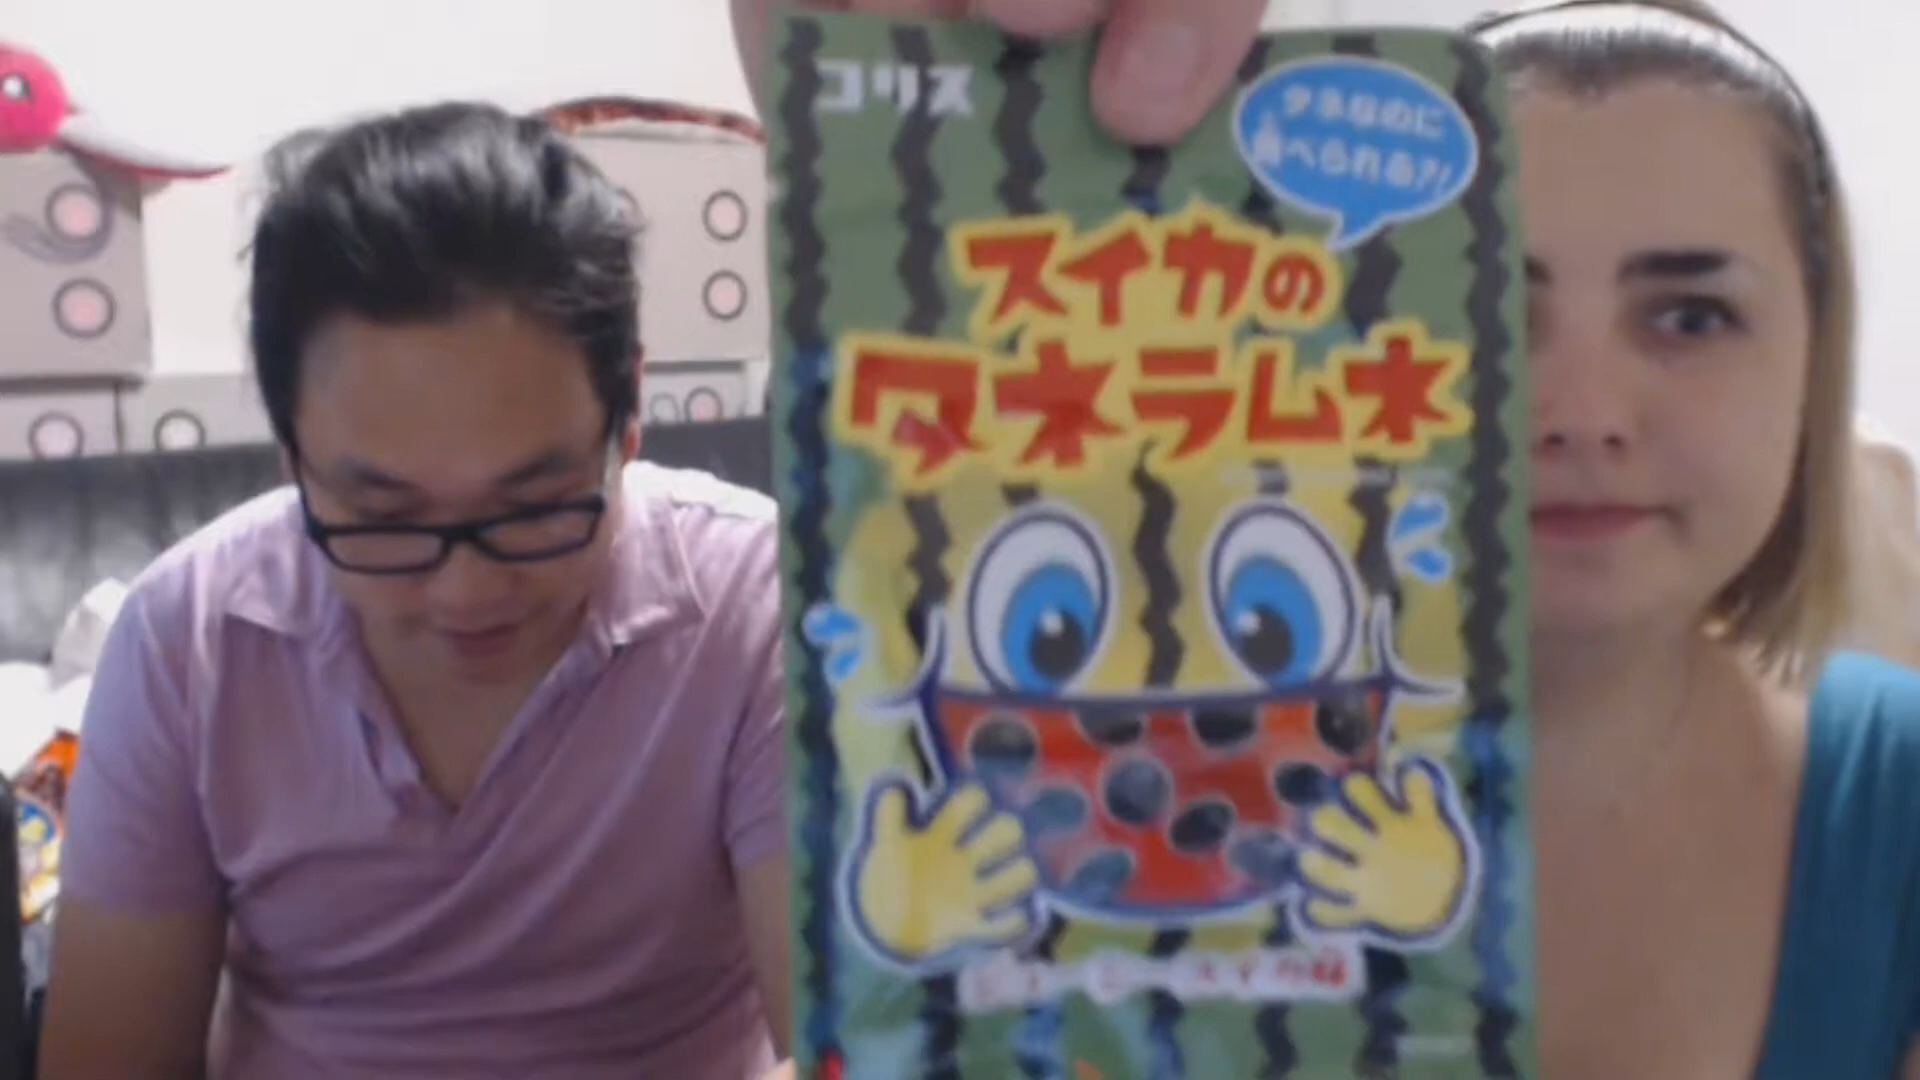 コリス
タネなのに
食べられる?!
スイカの
タネラムネ